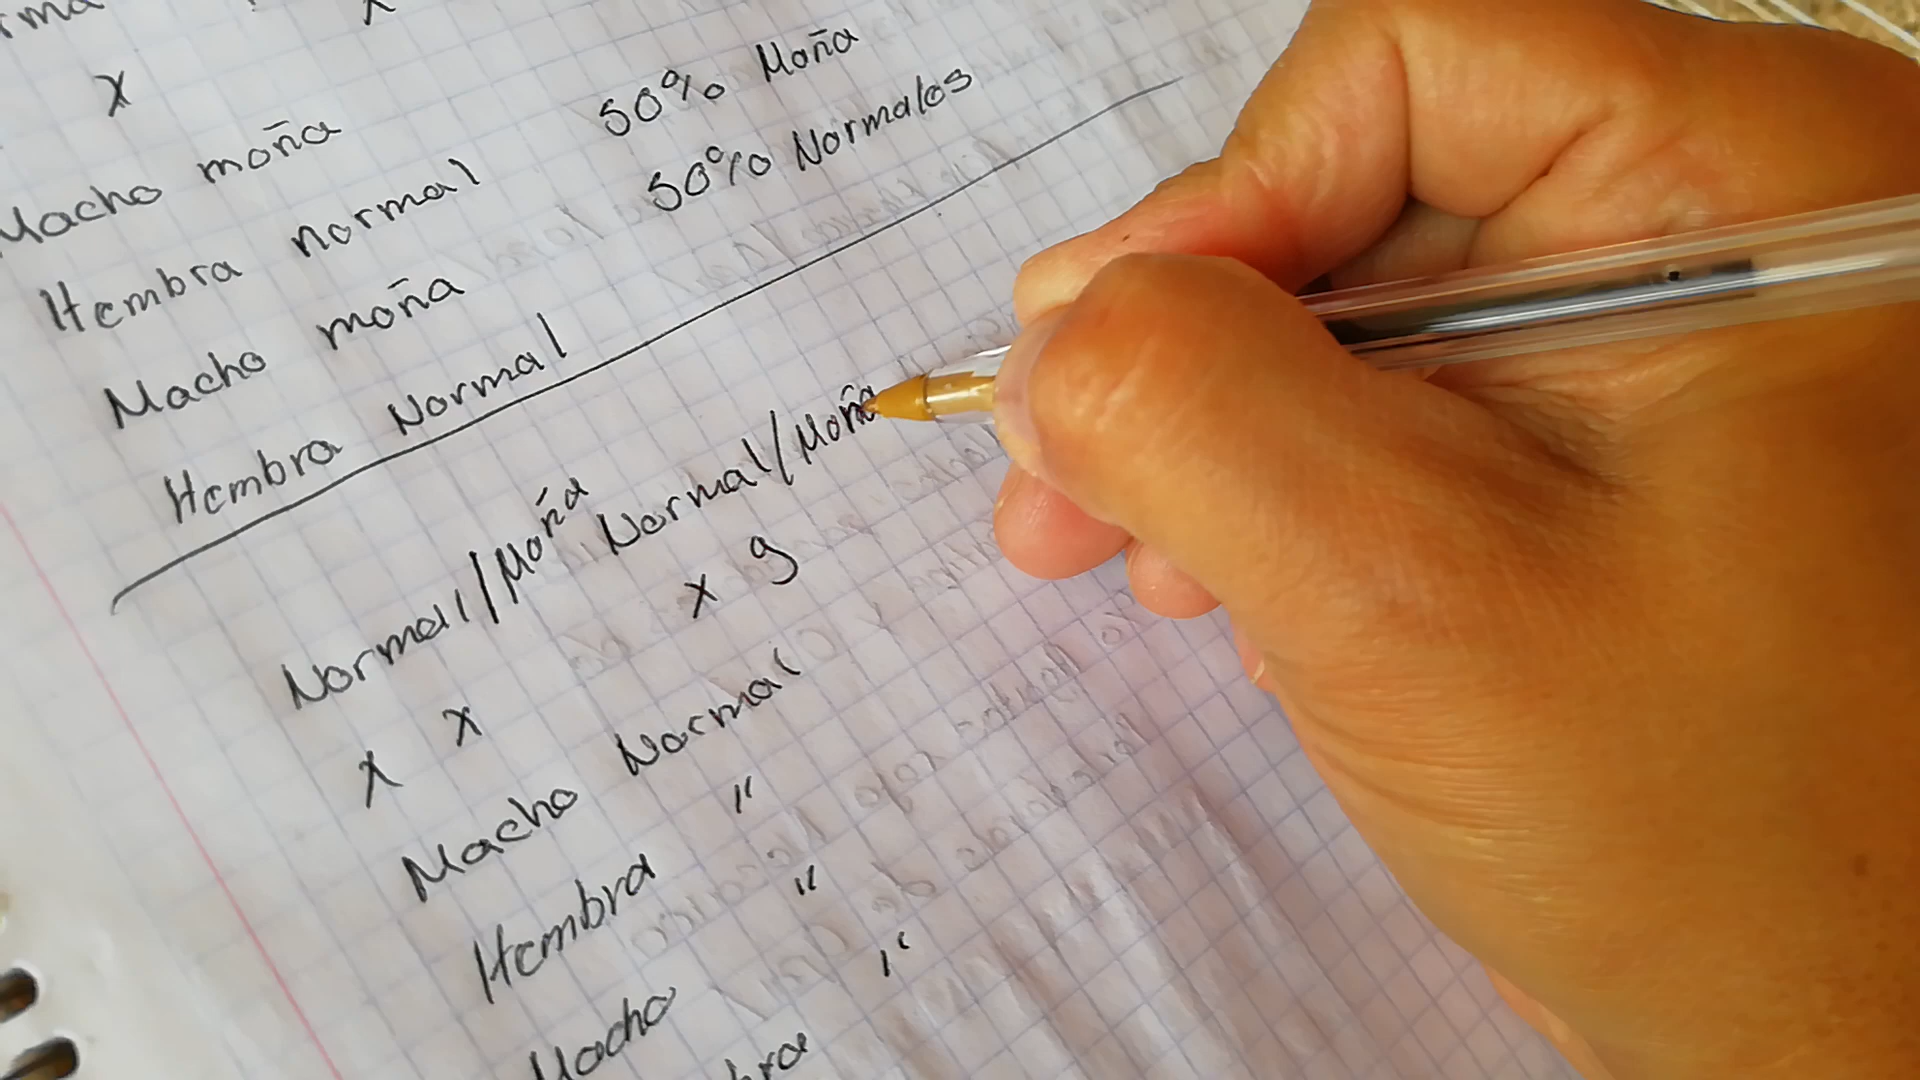 x
Macho moña
Hembra normal 50% Moña
Macho moña 50% Normales
Hembra Normal
Normal/Moña Normal/Moña
x x x 9
Macho Normal
Hembra "
Macho "
"